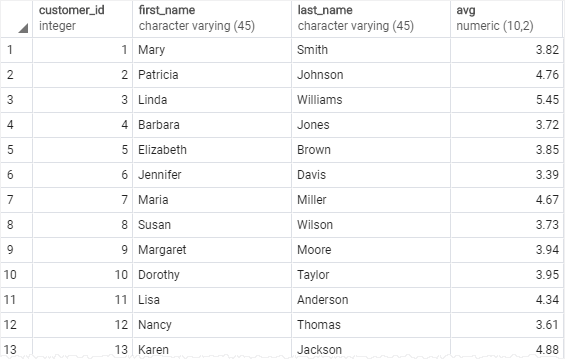 customer_id first_name last_name avg
integer character varying (45) character varying (45) numeric (10,2)
1 1 Mary Smith 3.82
2 2 Patricia Johnson 4.76
3 3 Linda Williams 5.45
4 4 Barbara Jones 3.72
5 5 Elizabeth Brown 3.85
6 6 Jennifer Davis 3.39
7 7 Maria Miller 4.67
8 8 Susan Wilson 3.73
9 9 Margaret Moore 3.94
10 10 Dorothy Taylor 3.95
11 11 Lisa Anderson 4.34
12 12 Nancy Thomas 3.61
13 13 Karen Jackson 4.88